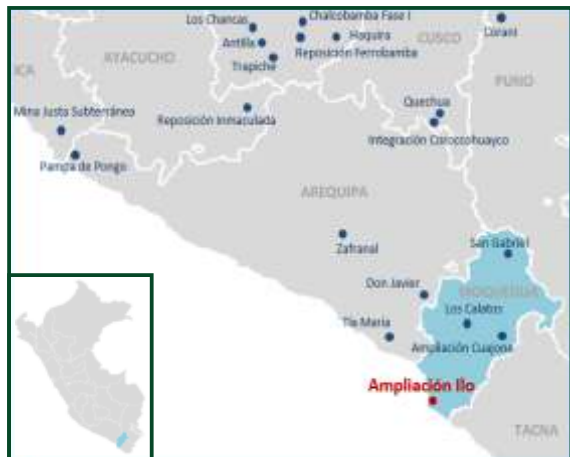 Los Chancas
Chalcobamba Fase I
Antilla
Haquira
CUSCO
Corani
AYACUCHO
Reposición Ferrobamba
Trapiche
ICA
PUNO
Mina Justa Subterránea
Reposición Inmaculada
Quechua
Integración Coroccohuayco
Pampa de Pongo
AREQUIPA
Zafranal
San Gabriel
Don Javier
MOQUEGUA
Los Calatos
Tía María
Ampliación Cuajone
Ampliación Ilo
TACNA